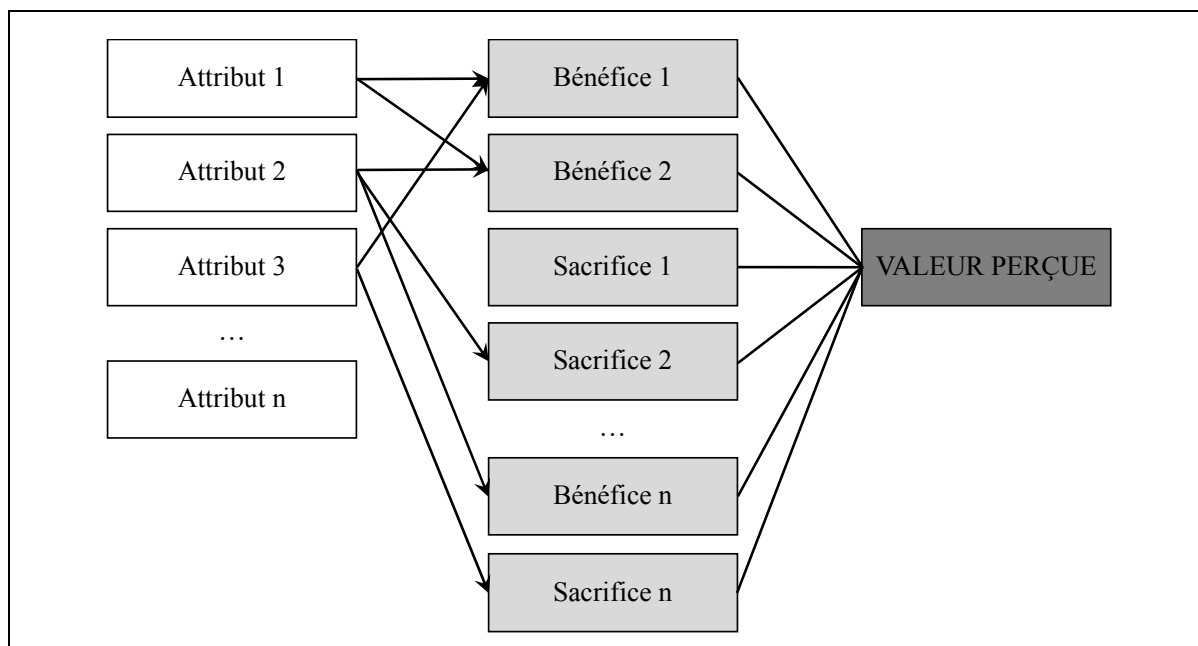 Attribut 1
Attribut 2
Attribut 3
…
Attribut n
Bénéfice 1
Bénéfice 2
Sacrifice 1
Sacrifice 2
…
Bénéfice n
Sacrifice n
VALEUR PERÇUE